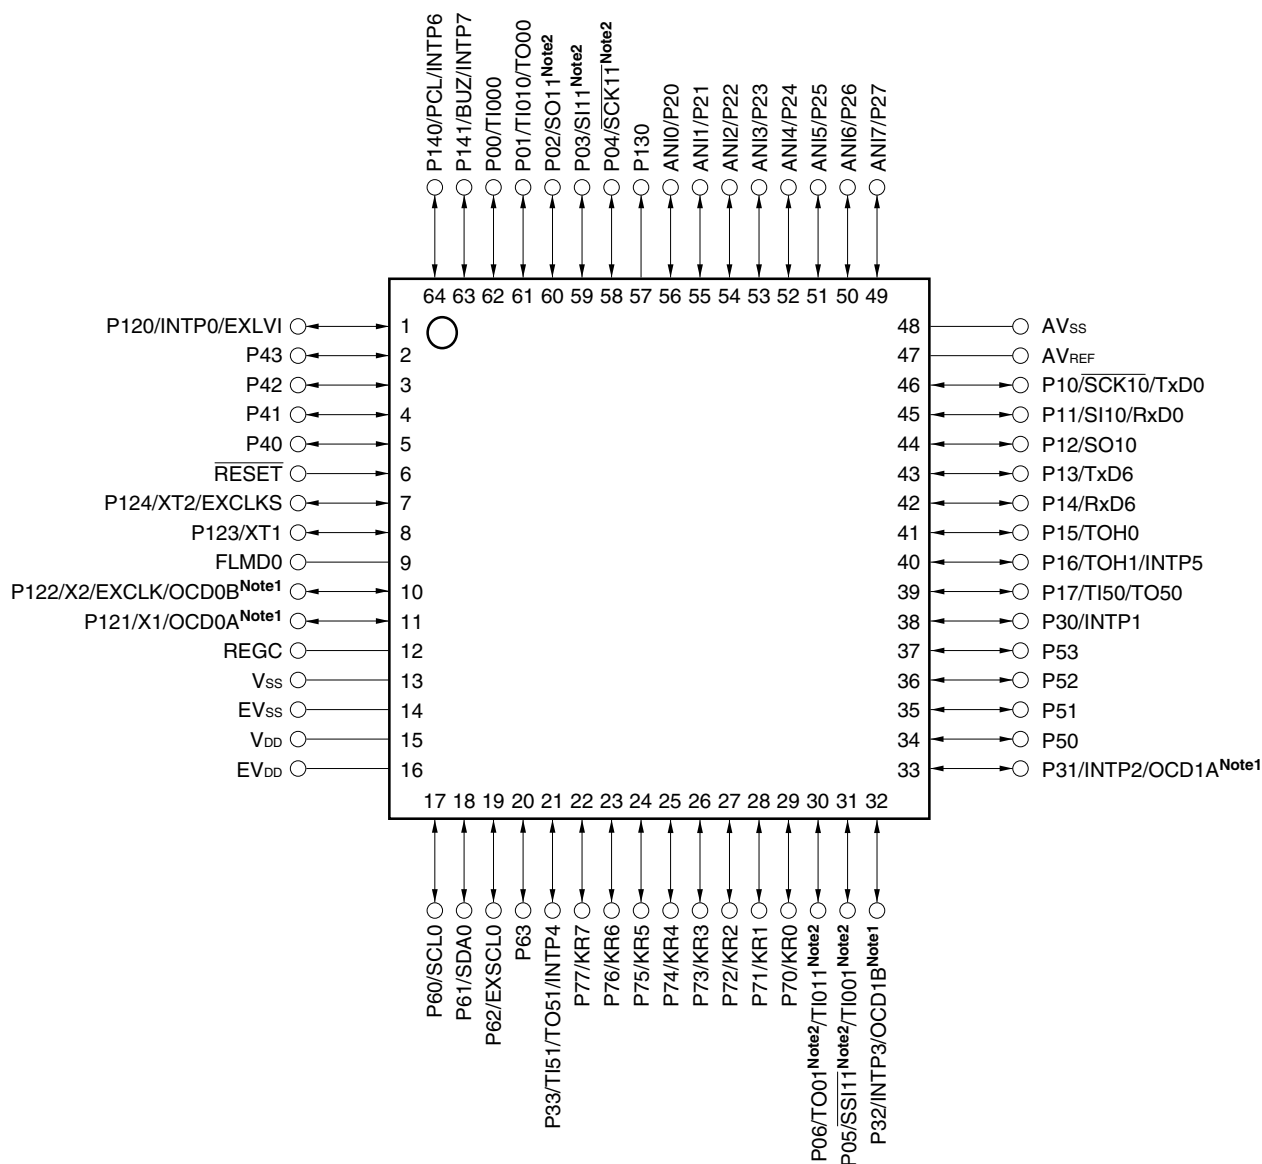 P140/PCL/INTP6
P141/BUZ/INTP7
P00/TI000
P01/TI010/TO00
P02/SO11Note2
P03/SI11Note2
P04/SCK11Note2
P130
ANI0/P20
ANI1/P21
ANI2/P22
ANI3/P23
ANI4/P24
ANI5/P25
ANI6/P26
ANI7/P27
64 63 62 61 60 59 58 57 56 55 54 53 52 51 50 49
P120/INTP0/EXLVI 1 48 AVSS
P43 2 47 AVREF
P42 3 46 P10/SCK10/TxD0
P41 4 45 P11/SI10/RxD0
P40 5 44 P12/SO10
RESET 6 43 P13/TxD6
P124/XT2/EXCLKS 7 42 P14/RxD6
P123/XT1 8 41 P15/TOH0
FLMD0 9 40 P16/TOH1/INTP5
P122/X2/EXCLK/OCD0BNote1 10 39 P17/TI50/TO50
P121/X1/OCD0ANote1 11 38 P30/INTP1
REGC 12 37 P53
VSS 13 36 P52
EVSS 14 35 P51
VDD 15 34 P50
EVDD 16 33 P31/INTP2/OCD1ANote1
17 18 19 20 21 22 23 24 25 26 27 28 29 30 31 32
P60/SCL0
P61/SDA0
P62/EXSCL0
P63
P33/TI51/TO51/INTP4
P77/KR7
P76/KR6
P75/KR5
P74/KR4
P73/KR3
P72/KR2
P71/KR1
P70/KR0
P06/TO01Note2/TI011Note2
P05/SSI11Note2/TI001Note2
P32/INTP3/OCD1BNote1